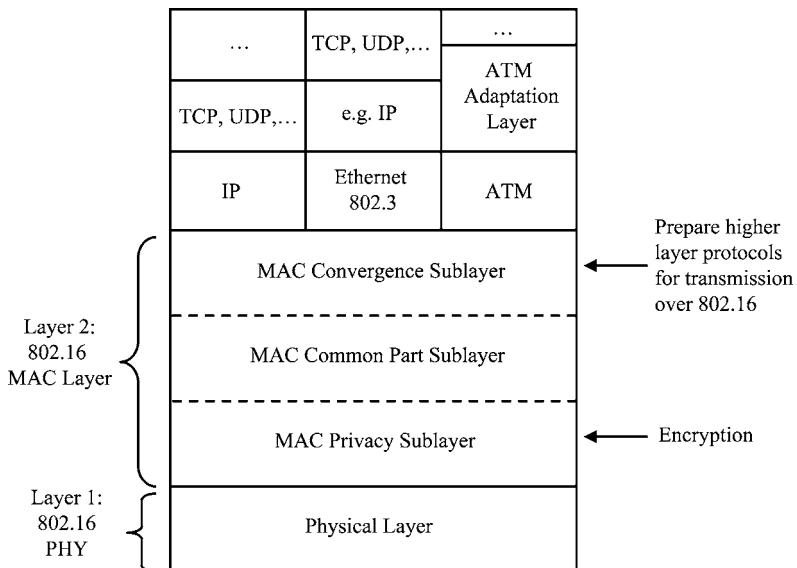 …
TCP, UDP,…
…
ATM
Adaptation
Layer
TCP, UDP,…
e.g. IP
IP
Ethernet
802.3
ATM
MAC Convergence Sublayer
Prepare higher
layer protocols
for transmission
over 802.16
Layer 2:
802.16
MAC Layer
MAC Common Part Sublayer
MAC Privacy Sublayer
Encryption
Layer 1:
802.16
PHY
Physical Layer